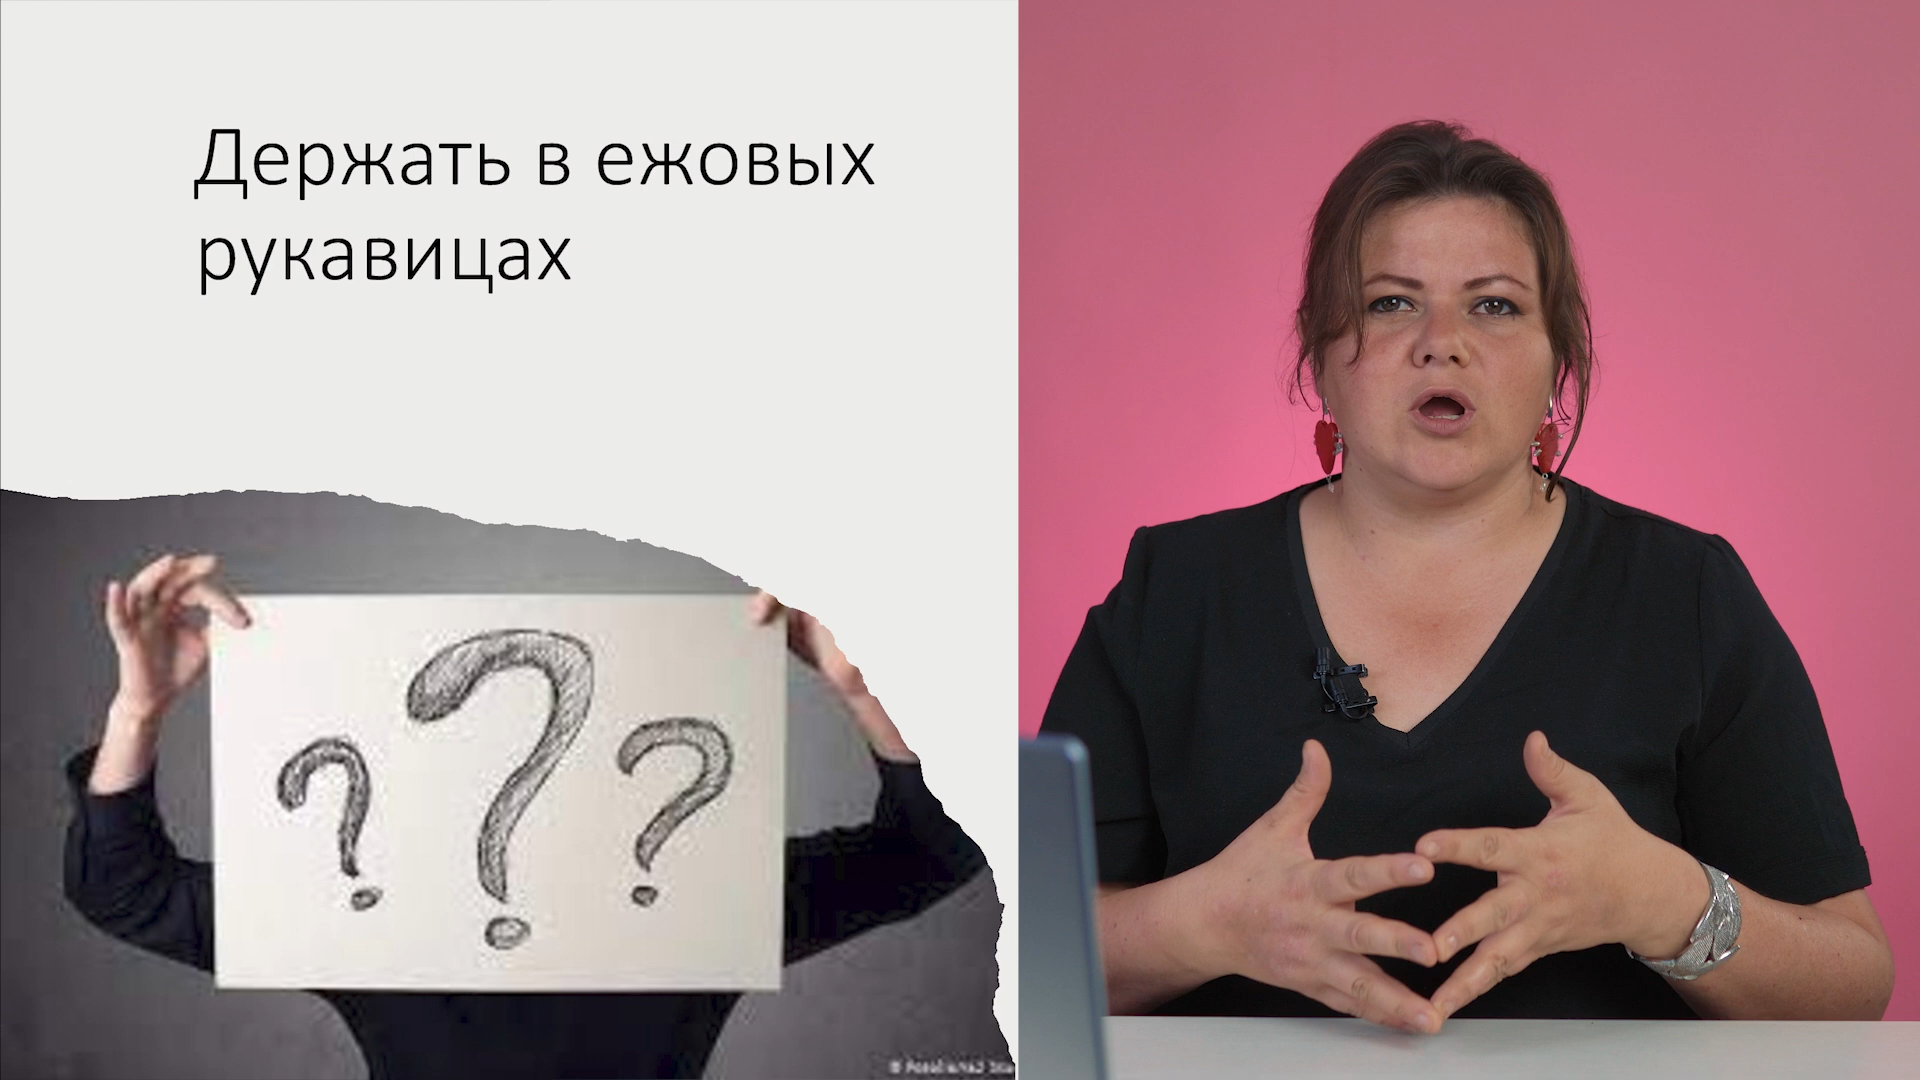 Держать в ежовых
рукавицах
? ? ?